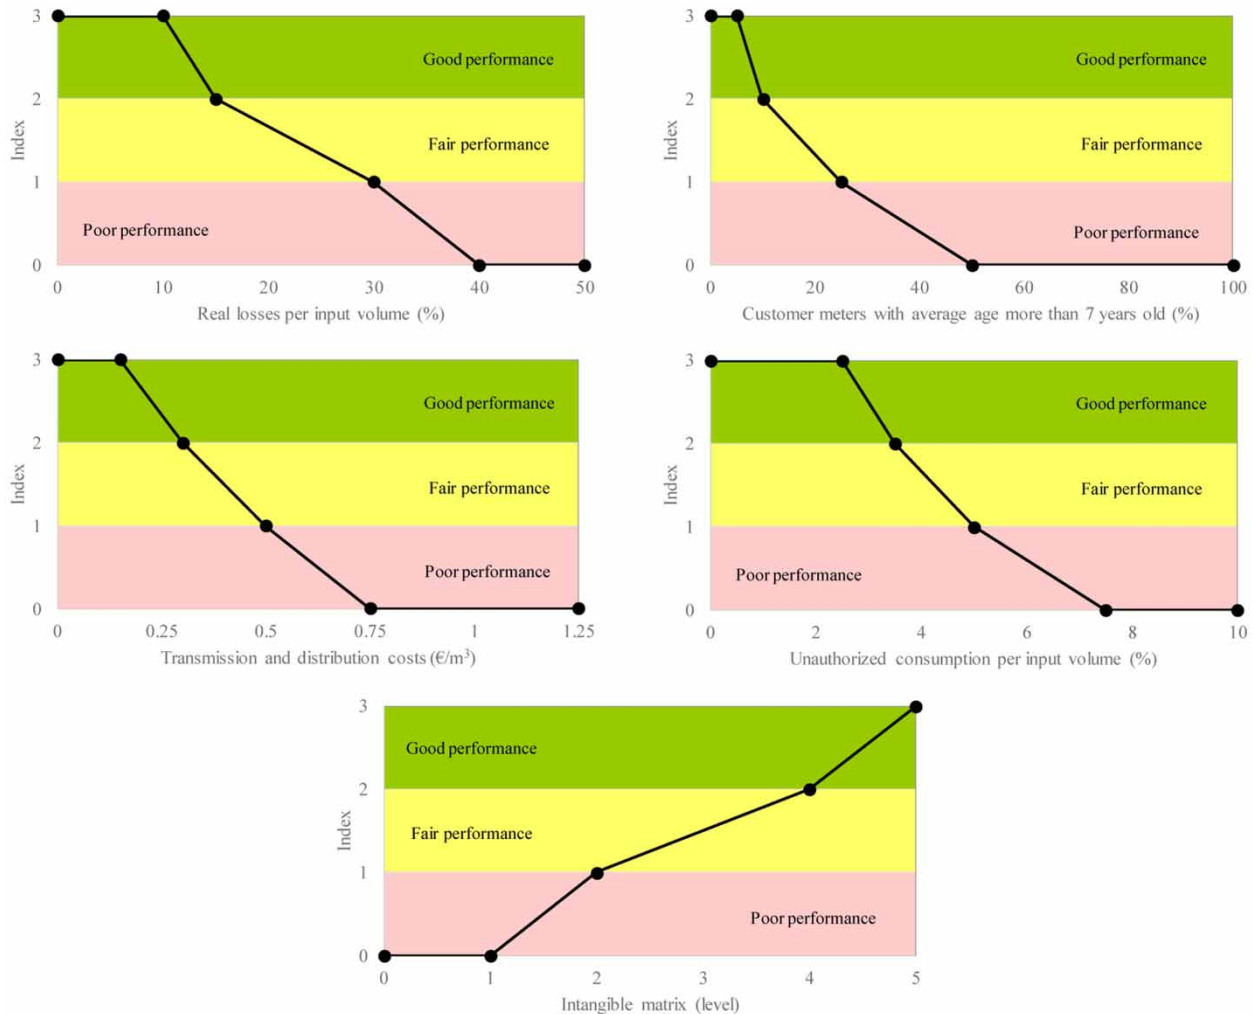 3
2
1
0
Index
Good performance
Fair performance
Poor performance
0 10 20 30 40 50
Real losses per input volume (%)
3
2
1
0
Index
Good performance
Fair performance
Poor performance
0 20 40 60 80 100
Customer meters with average age more than 7 years old (%)
3
2
1
0
Index
Good performance
Fair performance
Poor performance
0 0.25 0.5 0.75 1 1.25
Transmission and distribution costs (€/m³)
3
2
1
0
Index
Good performance
Fair performance
Poor performance
0 2 4 6 8 10
Unauthorized consumption per input volume (%)
3
2
1
0
Index
Good performance
Fair performance
Poor performance
0 1 2 3 4 5
Intangible matrix (level)